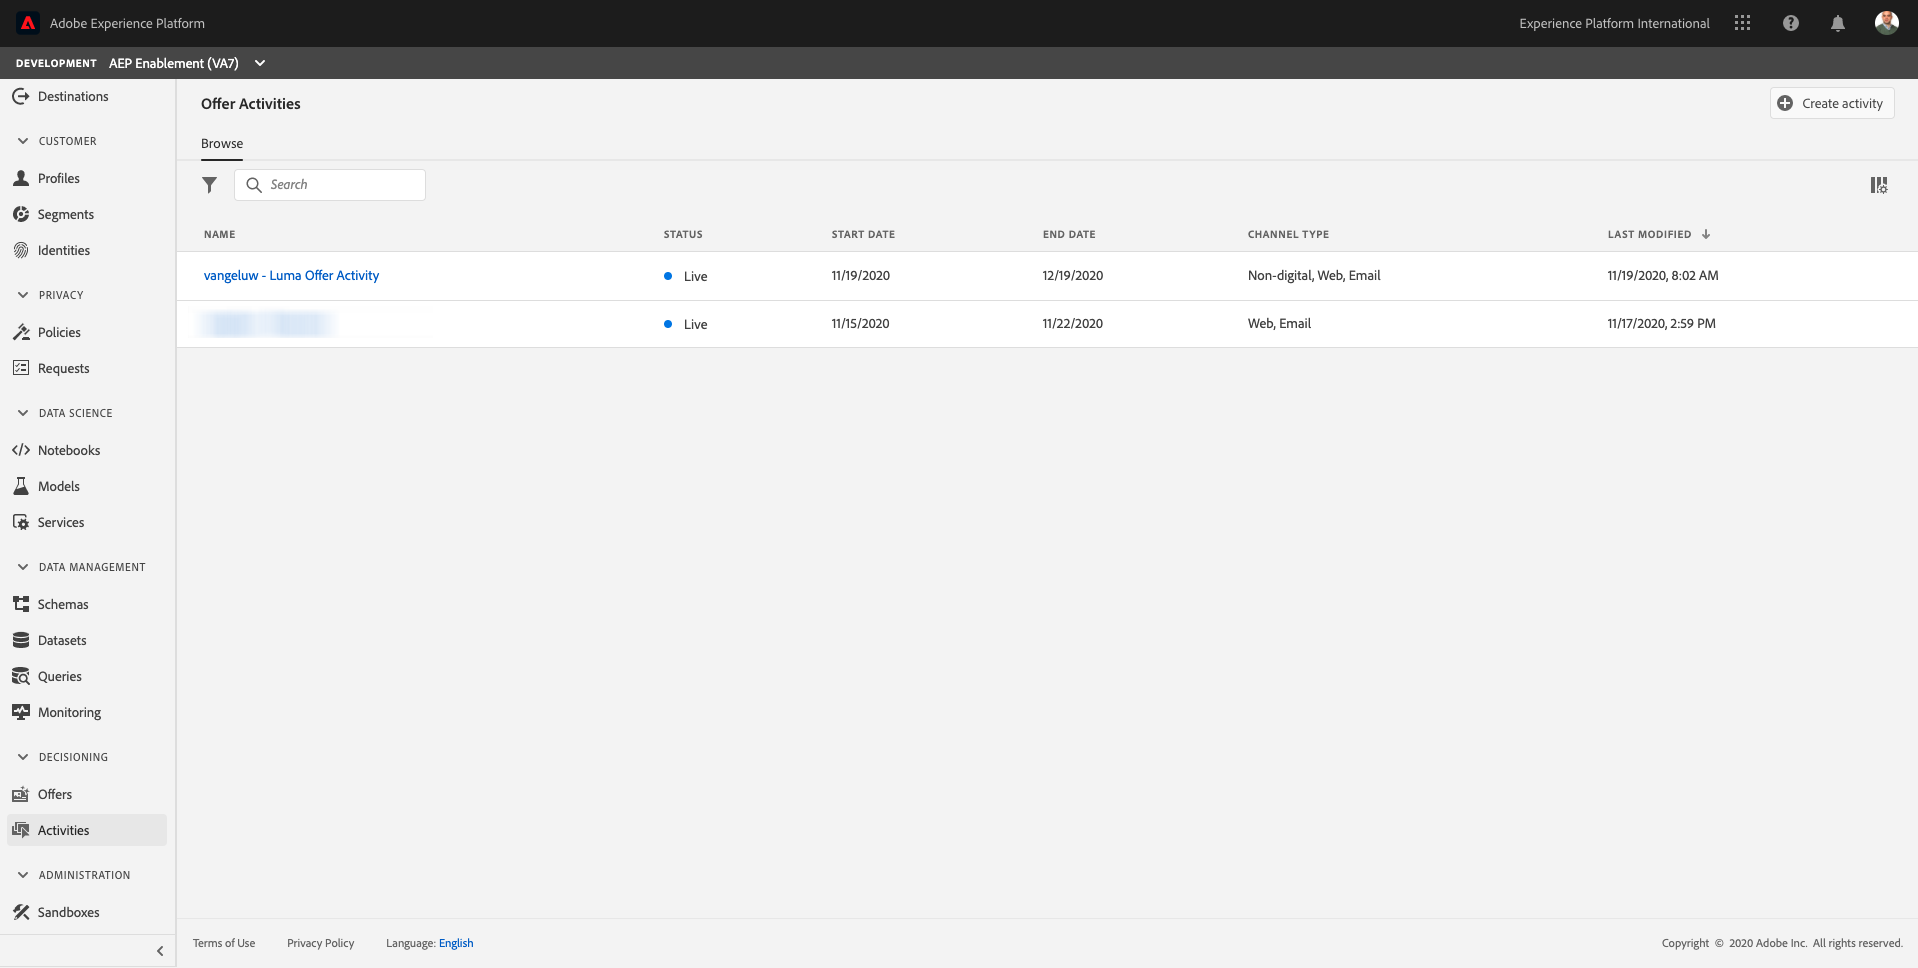 Adobe Experience Platform
Experience Platform International
DEVELOPMENT AEP Enablement (VA7)
Destinations
CUSTOMER
Profiles
Segments
Identities
PRIVACY
Policies
Requests
DATA SCIENCE
Notebooks
Models
Services
DATA MANAGEMENT
Schemas
Datasets
Queries
Monitoring
DECISIONING
Offers
Activities
ADMINISTRATION
Sandboxes
Offer Activities
Create activity
Browse
Search
NAME STATUS START DATE END DATE CHANNEL TYPE LAST MODIFIED
vangeluw - Luma Offer Activity Live 11/19/2020 12/19/2020 Non-digital, Web, Email 11/19/2020, 8:02 AM
Live 11/15/2020 11/22/2020 Web, Email 11/17/2020, 2:59 PM
Terms of Use Privacy Policy Language: English
Copyright © 2020 Adobe Inc. All rights reserved.